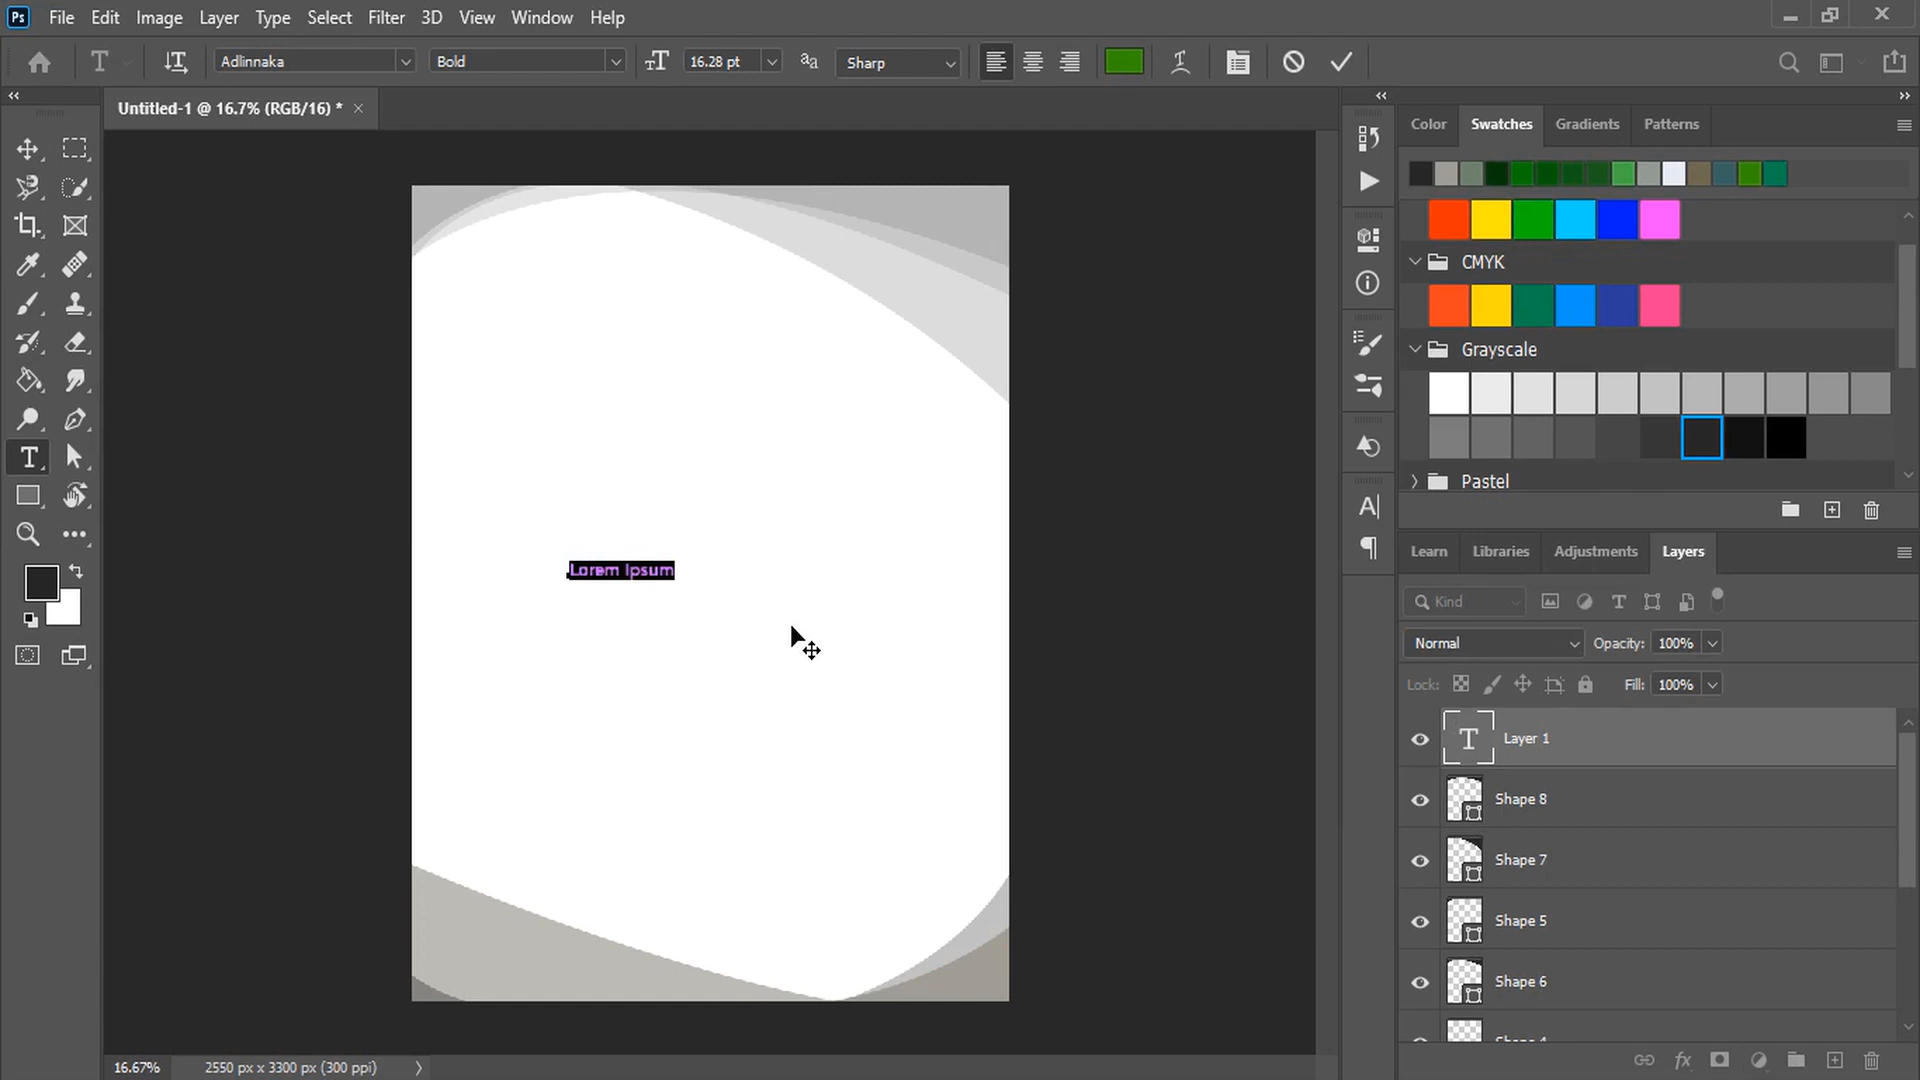 Ps File Edit Image Layer Type Select Filter 3D View Window Help
T Adlinnaka Bold 16.28 pt aa Sharp
Untitled-1 @ 16.7% (RGB/16) *
Color Swatches Gradients Patterns
CMYK
Grayscale
Pastel
Lorem Ipsum
Learn Libraries Adjustments Layers
Kind
Normal Opacity: 100%
Lock: Fill: 100%
T Layer 1
Shape 8
Shape 7
Shape 5
Shape 6
16.67% 2550 px x 3300 px (300 ppi)